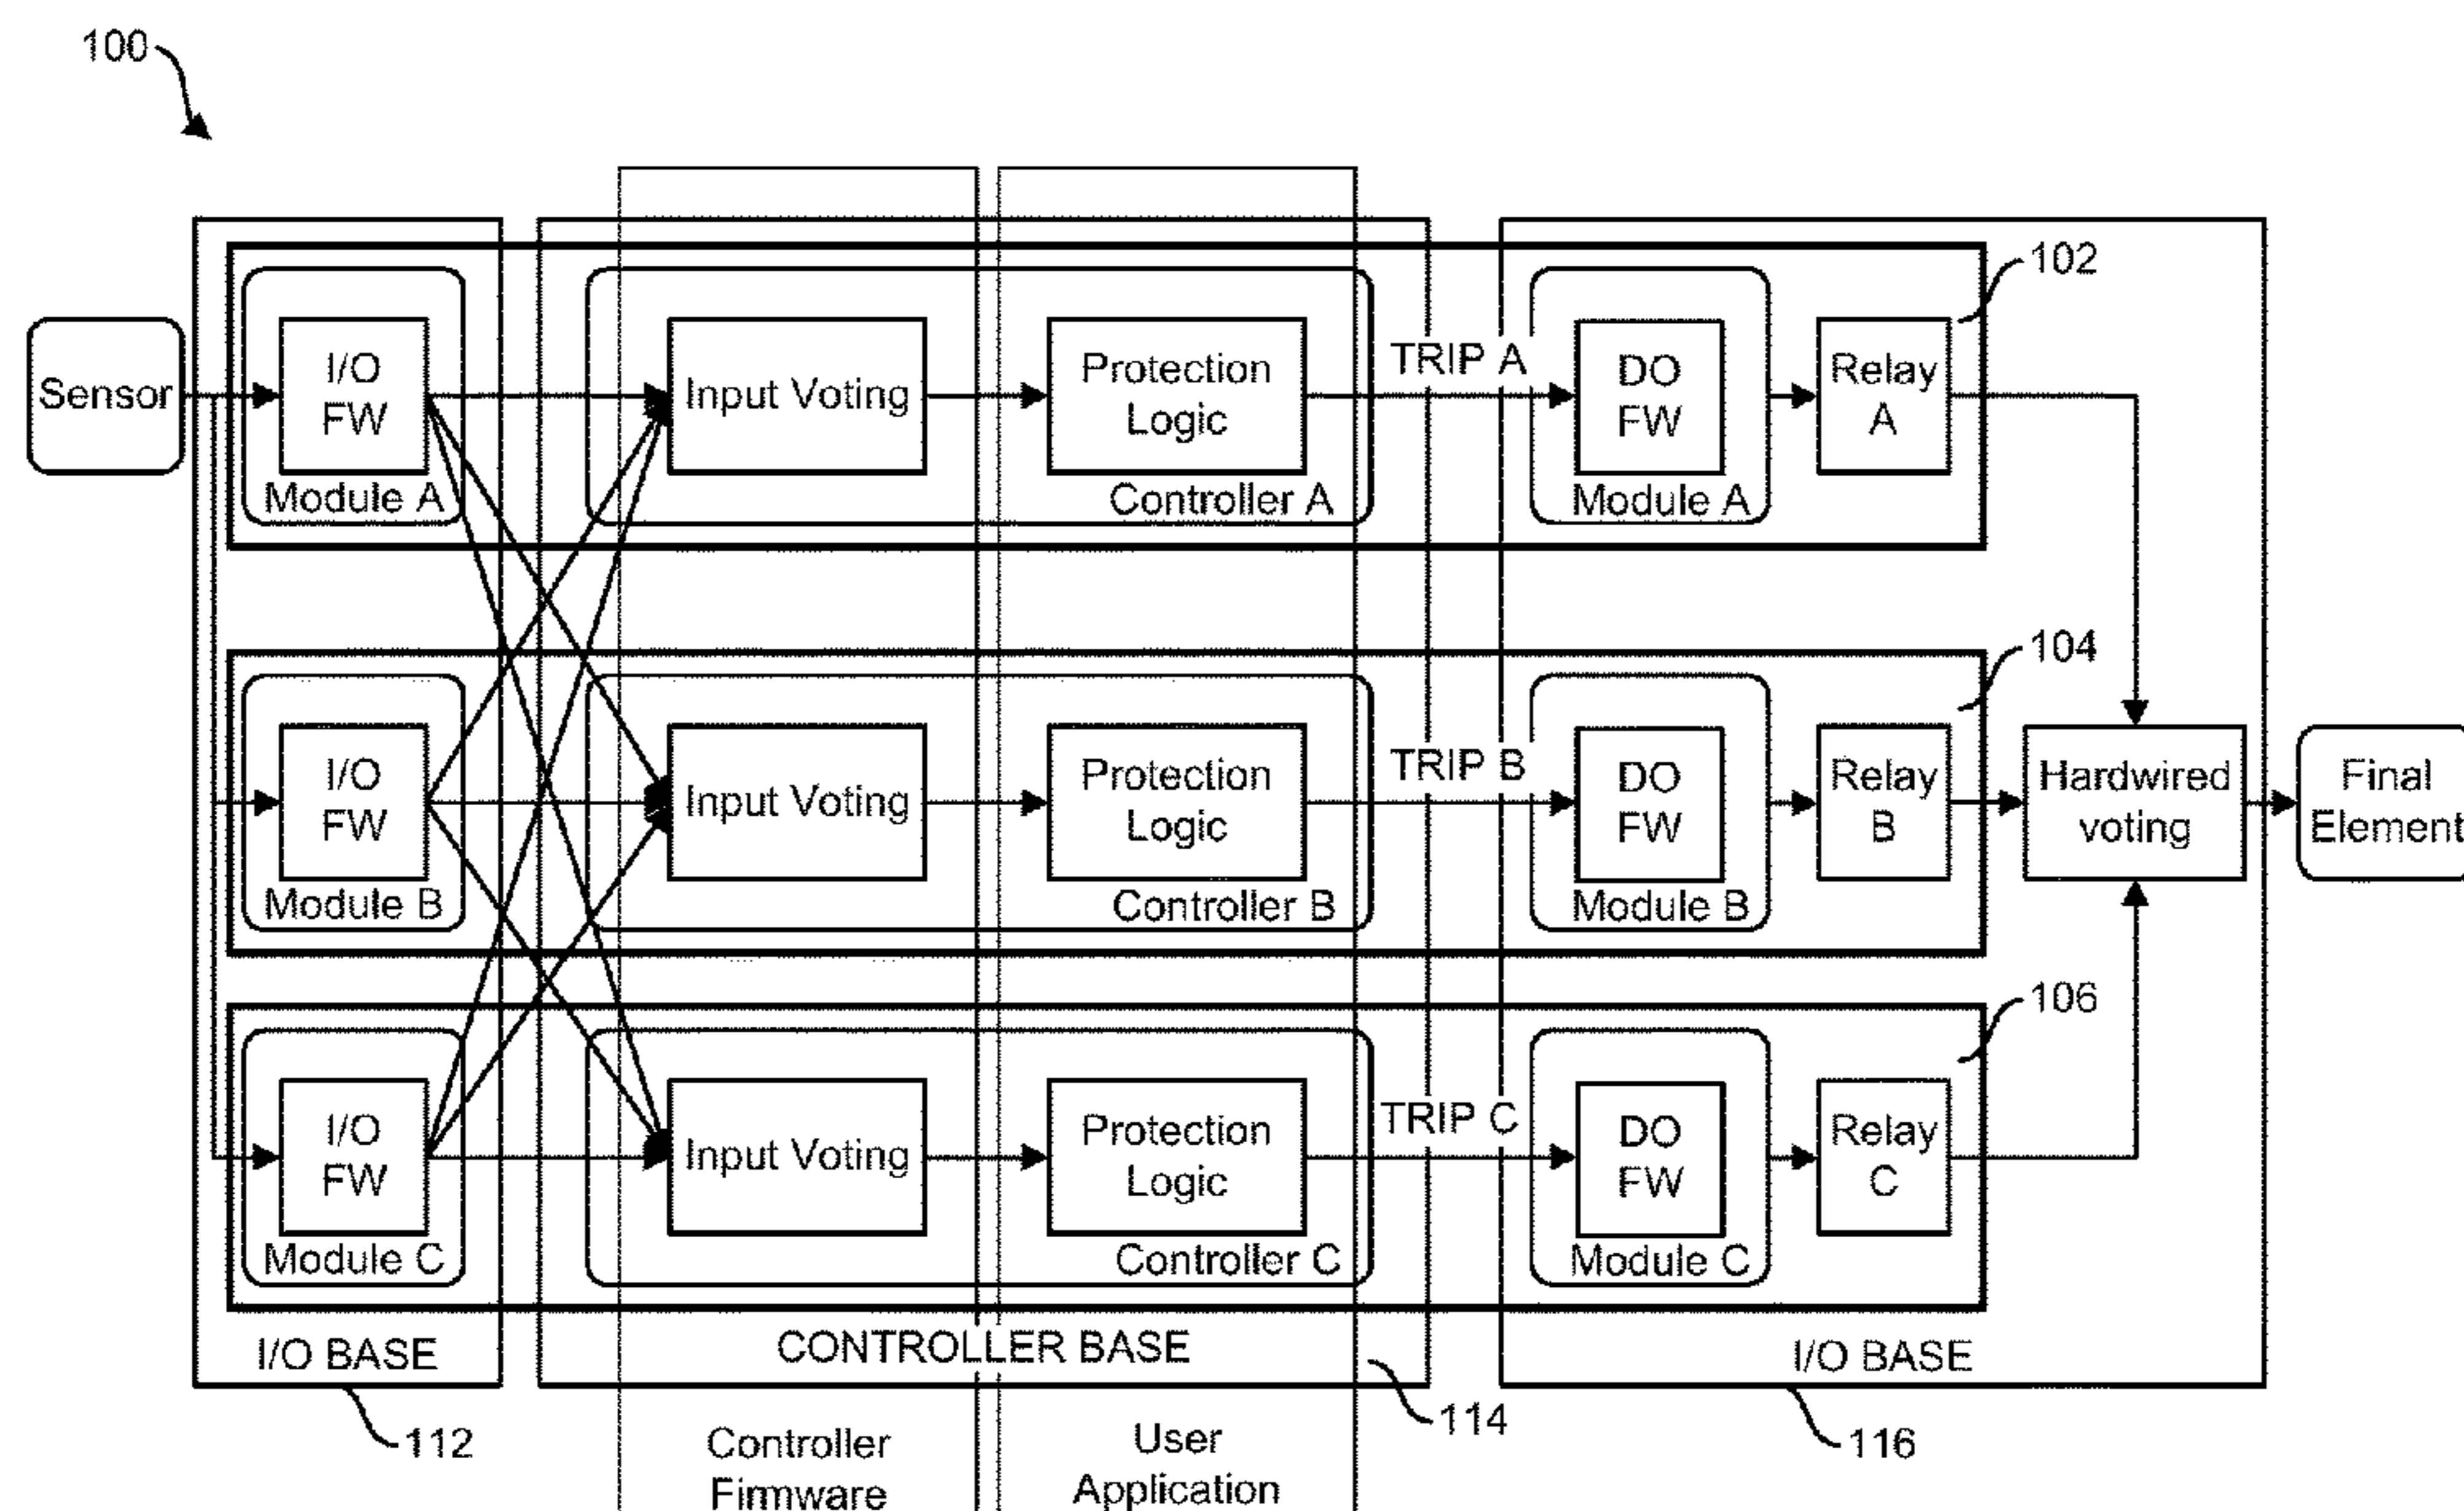 100
102
Sensor
I/O
FW
Module A
Input Voting
Protection
Logic
Controller A
TRIP A
DO
FW
Module A
Relay
A
104
I/O
FW
Module B
Input Voting
Protection
Logic
Controller B
TRIP B
DO
FW
Module B
Relay
B
Hardwired
voting
Final
Element
106
I/O
FW
Module C
Input Voting
Protection
Logic
Controller C
TRIP C
DO
FW
Module C
Relay
C
I/O BASE
CONTROLLER BASE
I/O BASE
112
Controller
Firmware
User
Application
114
116